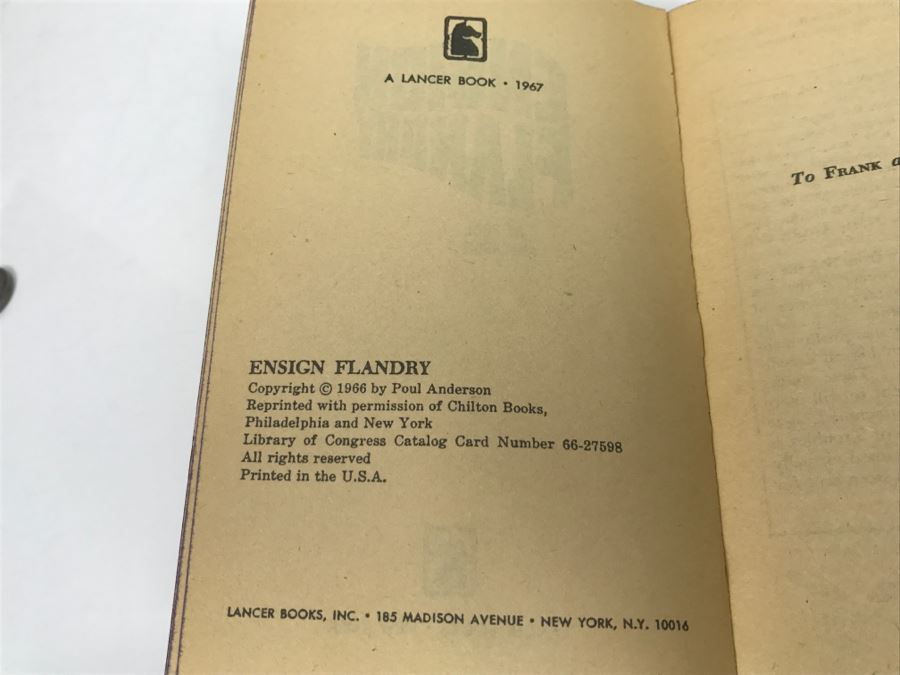 A LANCER BOOK • 1967
ENSIGN FLANDRY
Copyright © 1966 by Poul Anderson
Reprinted with permission of Chilton Books,
Philadelphia and New York
Library of Congress Catalog Card Number 66-27598
All rights reserved
Printed in the U.S.A.
LANCER BOOKS, INC. • 185 MADISON AVENUE • NEW YORK, N.Y. 10016
To FRANK